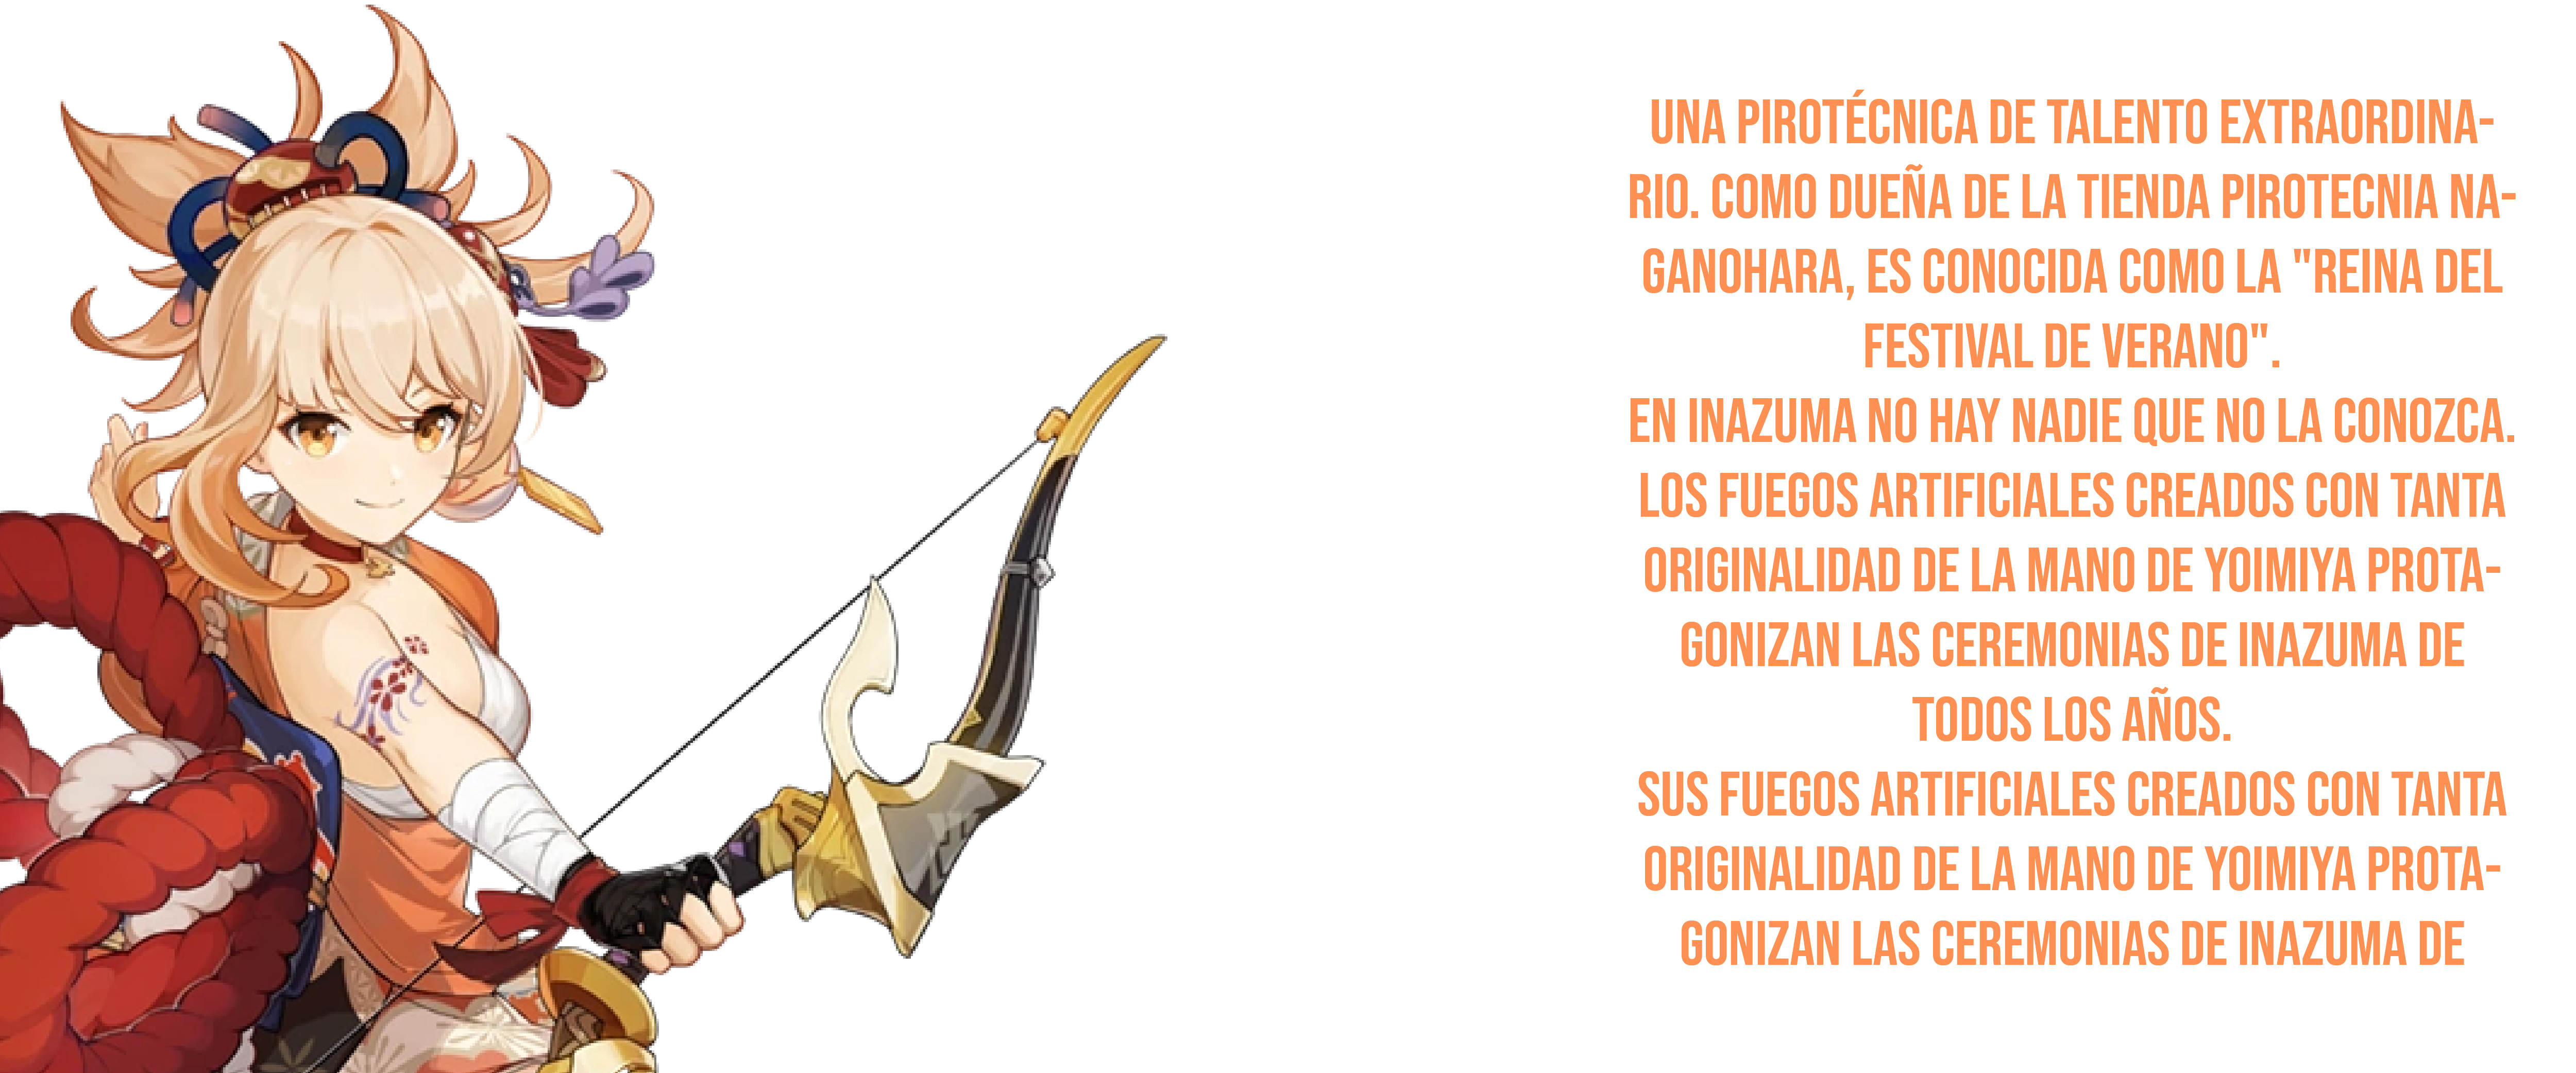 UNA PIROTÉCNICA DE TALENTO EXTRAORDINA-
RIO. COMO DUEÑA DE LA TIENDA PIROTECNIA NA-
GANOHARA, ES CONOCIDA COMO LA "REINA DEL
FESTIVAL DE VERANO".
EN INAZUMA NO HAY NADIE QUE NO LA CONOZCA.
LOS FUEGOS ARTIFICIALES CREADOS CON TANTA
ORIGINALIDAD DE LA MANO DE YOIMIYA PROTA-
GONIZAN LAS CEREMONIAS DE INAZUMA DE
TODOS LOS AÑOS.
SUS FUEGOS ARTIFICIALES CREADOS CON TANTA
ORIGINALIDAD DE LA MANO DE YOIMIYA PROTA-
GONIZAN LAS CEREMONIAS DE INAZUMA DE